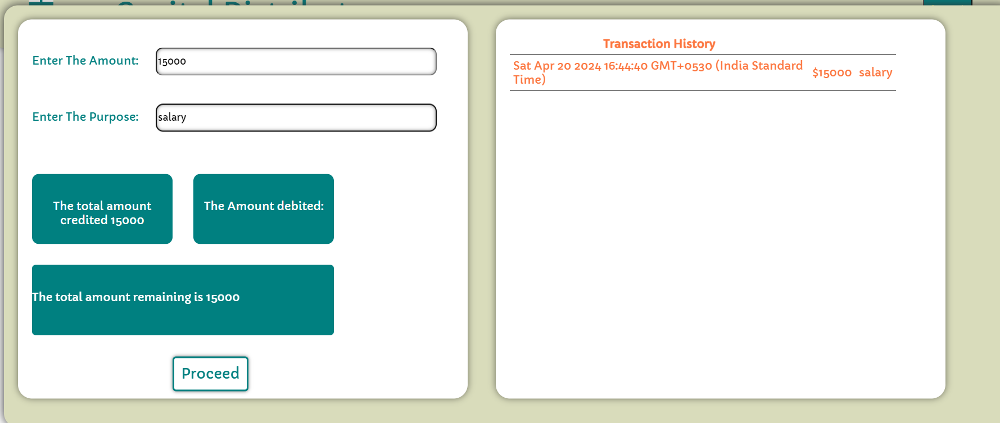 Enter The Amount:
15000
Enter The Purpose:
salary
The total amount
credited 15000
The Amount debited:
The total amount remaining is 15000
Proceed
Transaction History
Sat Apr 20 2024 16:44:40 GMT+0530 (India Standard
Time)
$15000
salary